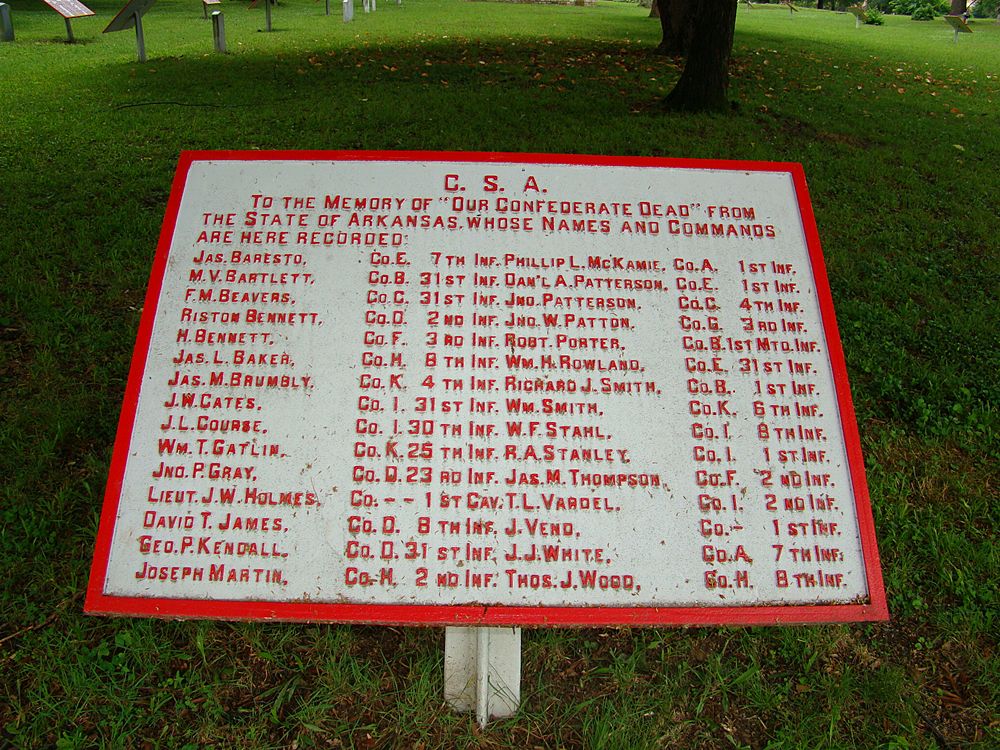 C. S. A.
TO THE MEMORY OF "OUR CONFEDERATE DEAD" FROM
THE STATE OF ARKANSAS, WHOSE NAMES AND COMMANDS
ARE HERE RECORDED:
JAS. BARESTO, CO. E. 7TH INF. PHILLIP L. MCKAMIE, CO. A. 1ST INF.
M.V. BARTLETT, CO. B. 31ST INF. DAN'L A. PATTERSON, CO. E. 1ST INF.
F.M. BEAVERS, CO. C. 31ST INF. JNO. PATTERSON, CO. C. 4TH INF.
RISTON BENNETT, CO. D. 2ND INF. JNO. W. PATTON, CO. G. 3RD INF.
H. BENNETT, CO. F. 3RD INF. ROBT. PORTER, CO. B. 1ST MTD. INF.
JAS. L. BAKER, CO. H. 8TH INF. WM. H. ROWLAND, CO. E. 31ST INF.
JAS. M. BRUMBLY, CO. K. 4TH INF. RICHARD J. SMITH, CO. B. 1ST INF.
J.W. CATES, CO. I. 31ST INF. WM. SMITH, CO. K. 6TH INF.
J.L. COURSE, CO. I. 30TH INF. W.F. STAHL, CO. I. 8TH INF.
WM. T. GATLIN, CO. K. 25TH INF. R.A. STANLEY, CO. I. 1ST INF.
JNO. P. GRAY, CO. D. 23RD INF. JAS. M. THOMPSON, CO. F. 2ND INF.
LIEUT. J.W. HOLMES, CO. -- 1ST CAV. T.L. VARDEL, CO. I. 2ND INF.
DAVID T. JAMES, CO. D. 8TH INF. J. VEND, CO. - 1ST INF.
GEO. P. KENDALL, CO. D. 31ST INF. J.J. WHITE, CO. A. 7TH INF.
JOSEPH MARTIN, CO. H. 2ND INF. THOS. J. WOOD, CO. H. 8TH INF.